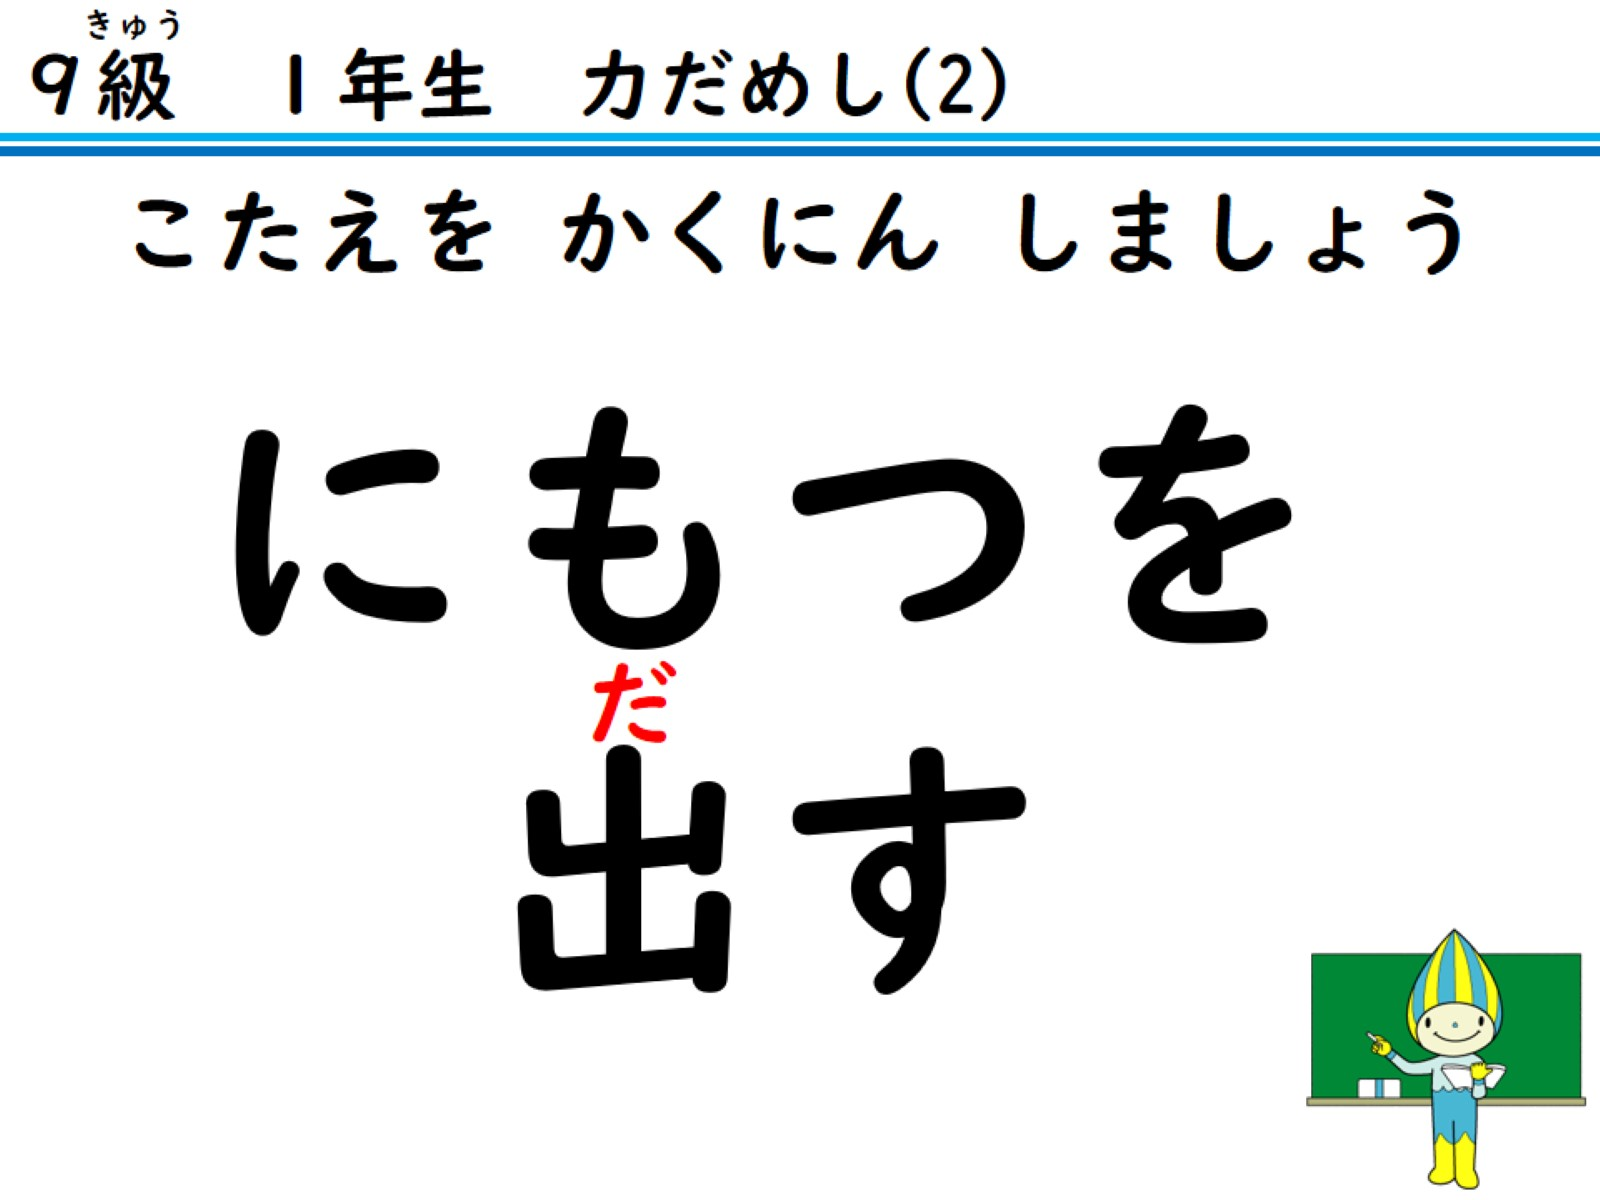 きゅう
9級　1年生　力だめし(2)
こたえを かくにん しましょう
にもつを
だ
出す